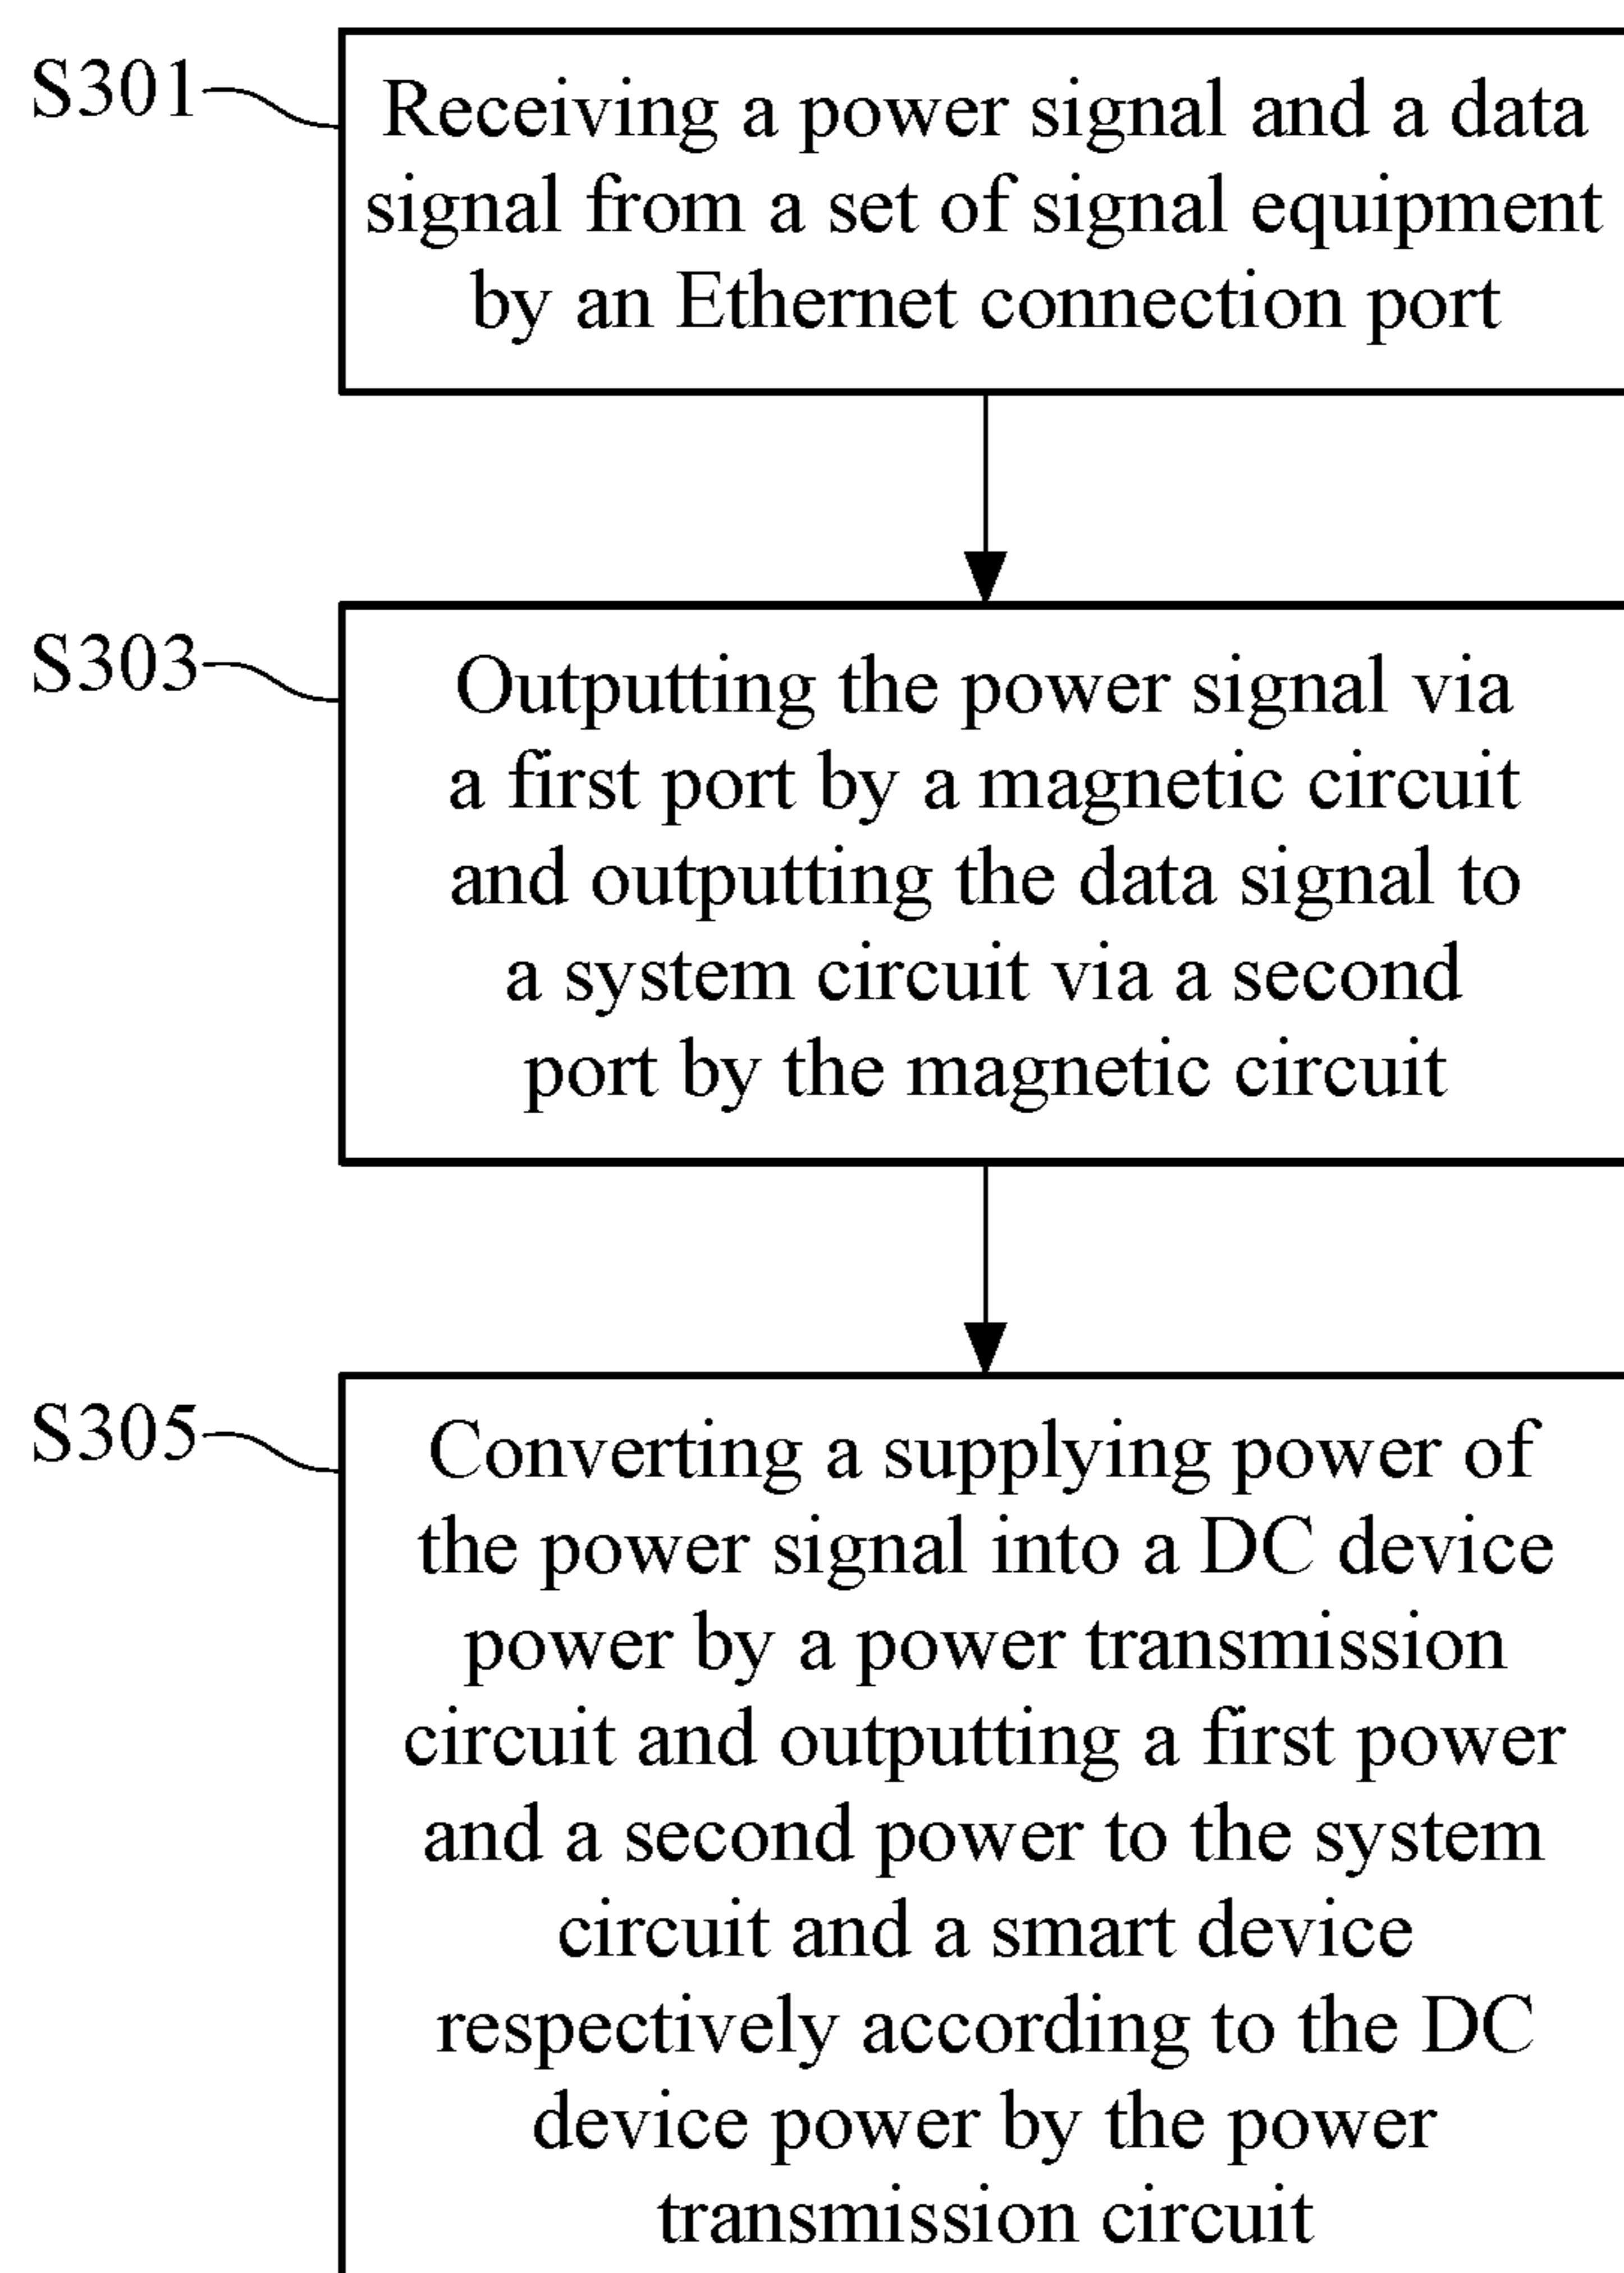 S301
Receiving a power signal and a data
signal from a set of signal equipment
by an Ethernet connection port
S303
Outputting the power signal via
a first port by a magnetic circuit
and outputting the data signal to
a system circuit via a second
port by the magnetic circuit
S305
Converting a supplying power of
the power signal into a DC device
power by a power transmission
circuit and outputting a first power
and a second power to the system
circuit and a smart device
respectively according to the DC
device power by the power
transmission circuit